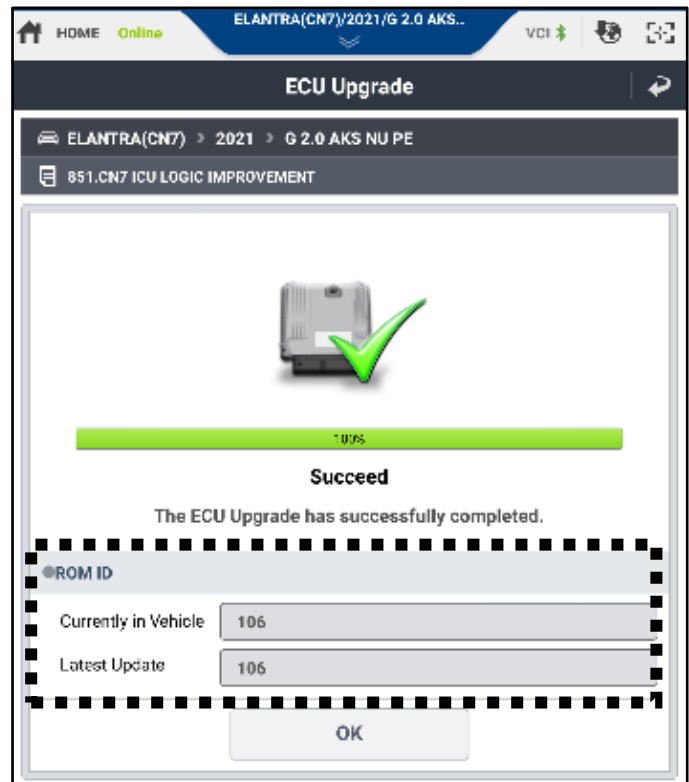 HOME Online ELANTRA(CN7)/2021/G 2.0 AKS.. VCI
ECU Upgrade
ELANTRA(CN7) > 2021 > G 2.0 AKS NU PE
851.CN7 ICU LOGIC IMPROVEMENT
100%
Succeed
The ECU Upgrade has successfully completed.
ROM ID
Currently in Vehicle 106
Latest Update 106
OK